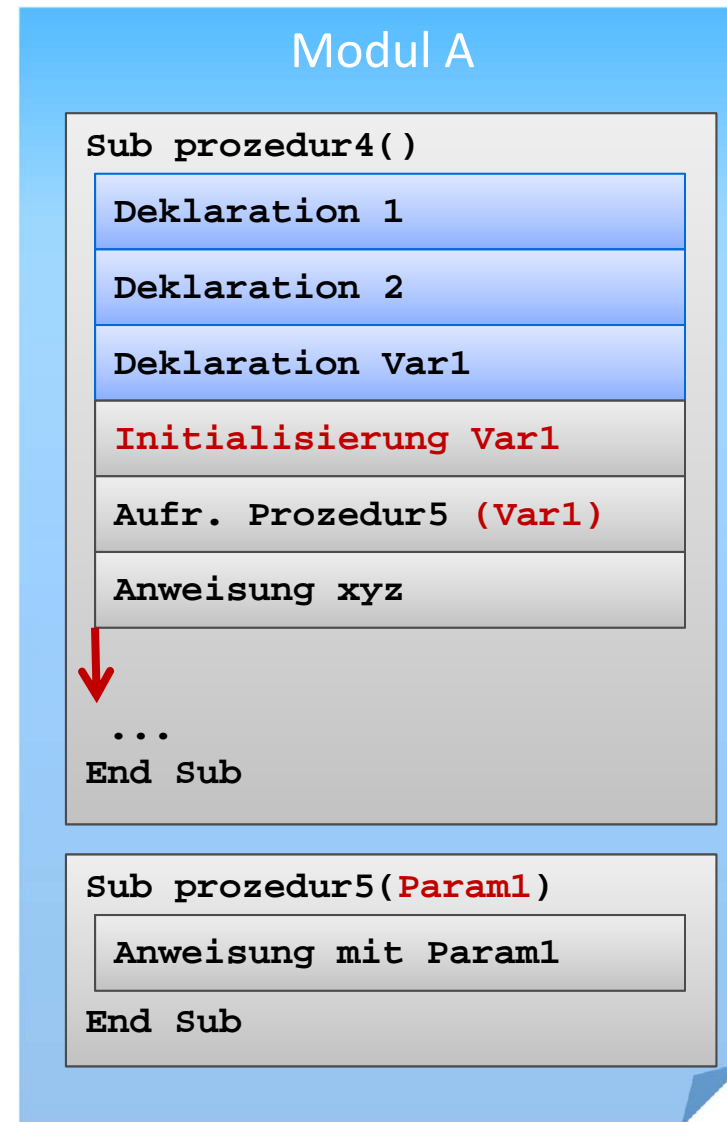 Modul A
Sub prozedur4()
Deklaration 1
Deklaration 2
Deklaration Var1
Initialisierung Var1
Aufr. Prozedur5 (Var1)
Anweisung xyz
...
End Sub
Sub prozedur5(Param1)
Anweisung mit Param1
End Sub